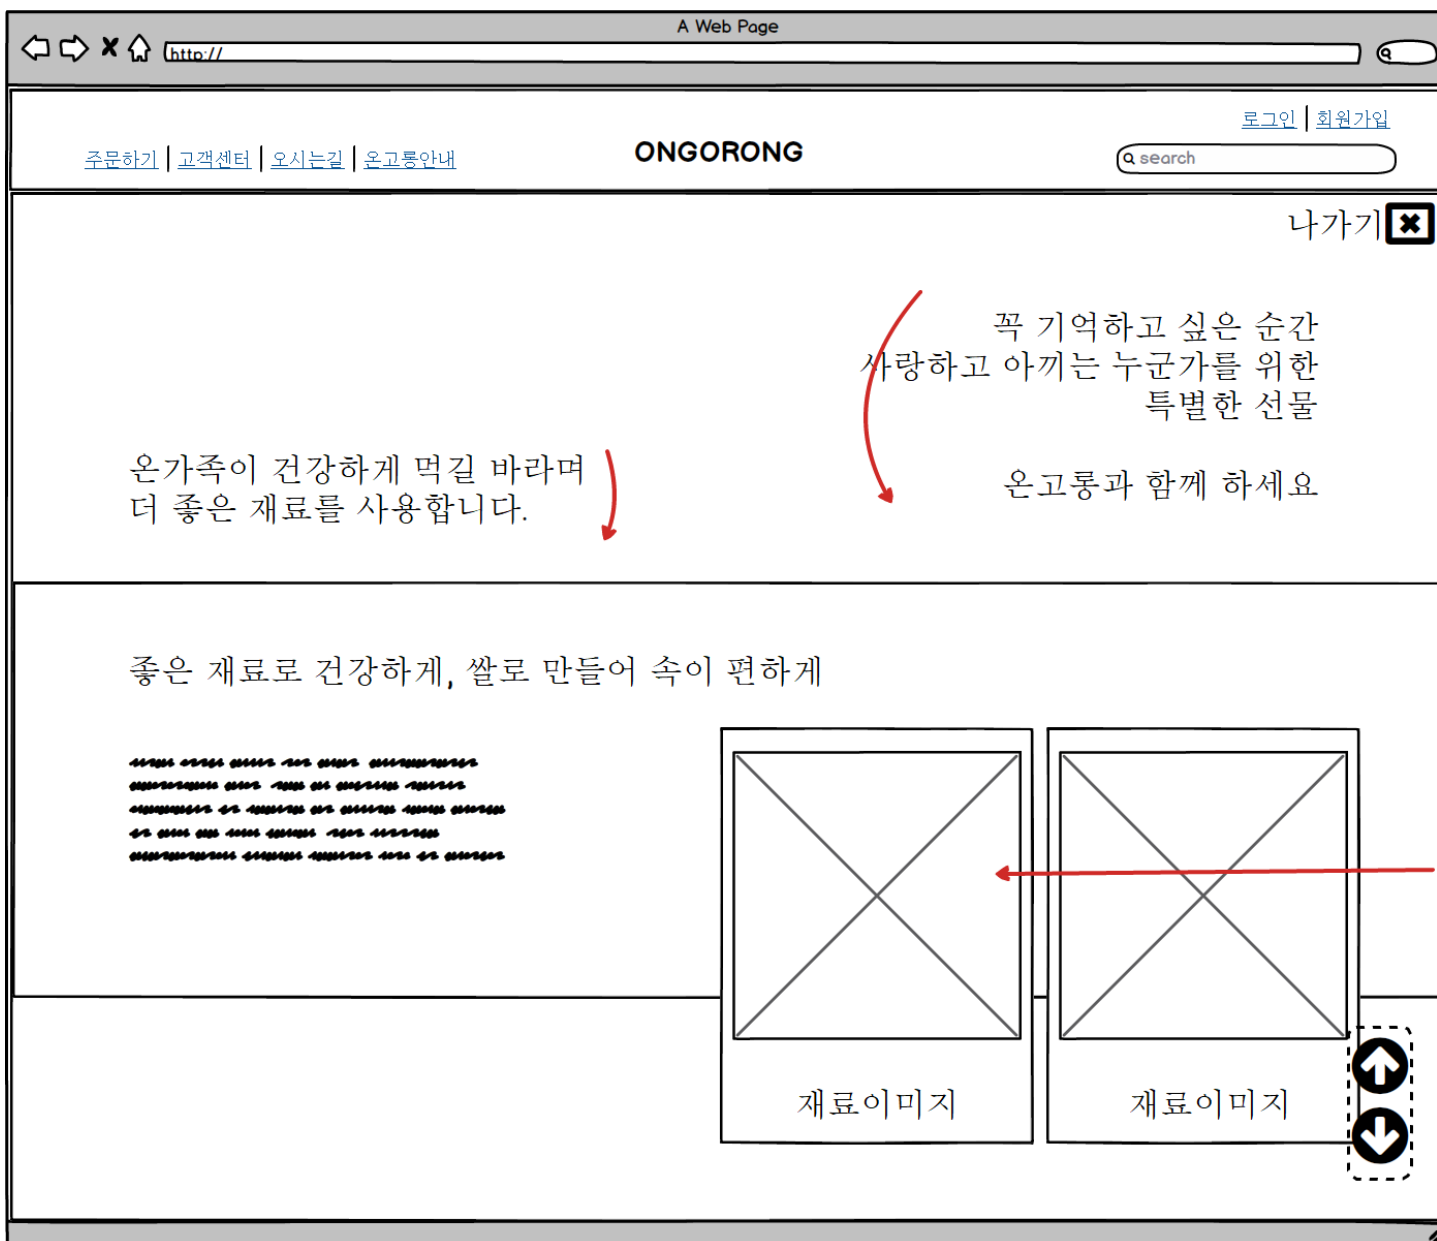 A Web Page
http://
로그인 | 회원가입
주문하기 | 고객센터 | 오시는길 | 온고롱안내
ONGORONG
search
나가기
꼭 기억하고 싶은 순간
사랑하고 아끼는 누군가를 위한
특별한 선물
온고롱과 함께 하세요
온가족이 건강하게 먹길 바라며
더 좋은 재료를 사용합니다.
좋은 재료로 건강하게, 쌀로 만들어 속이 편하게
재료이미지
재료이미지